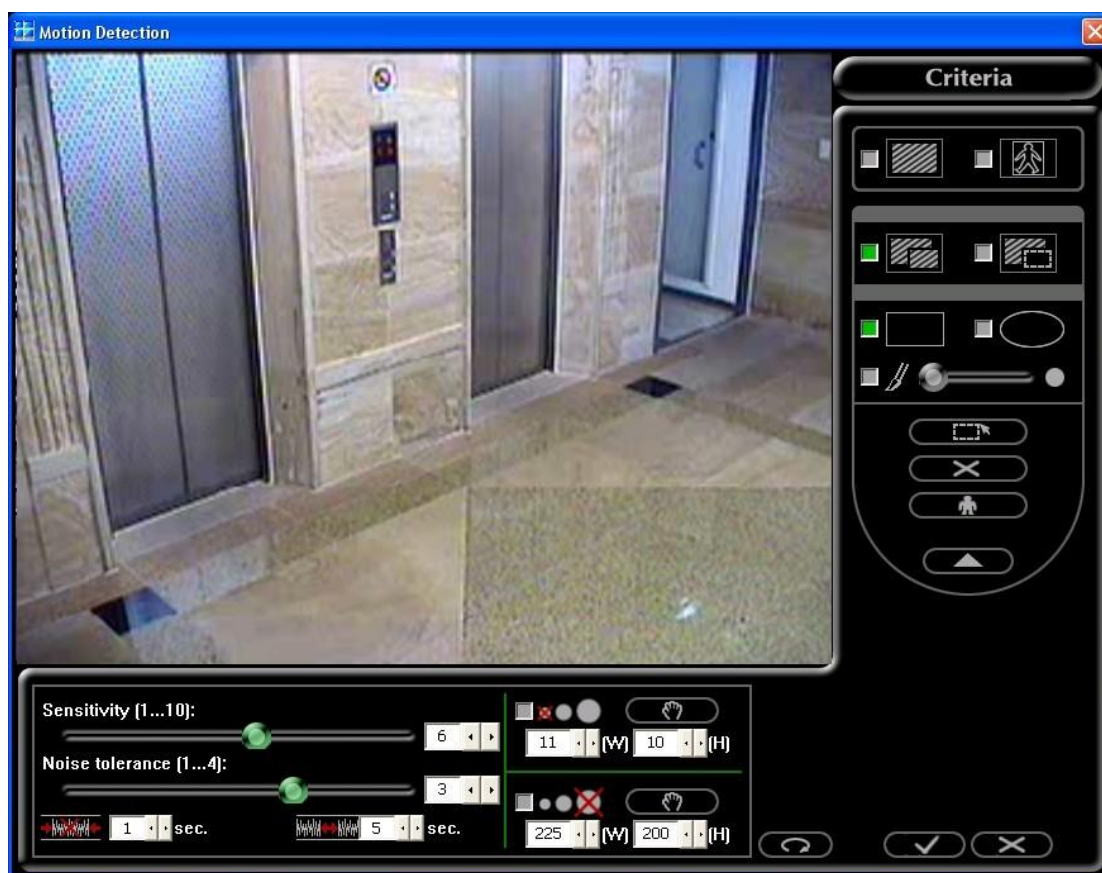 Motion Detection
Criteria
Sensitivity (1...10):
6
Noise tolerance (1...4):
3
1 sec.
5 sec.
11 (W) 10 (H)
225 (W) 200 (H)